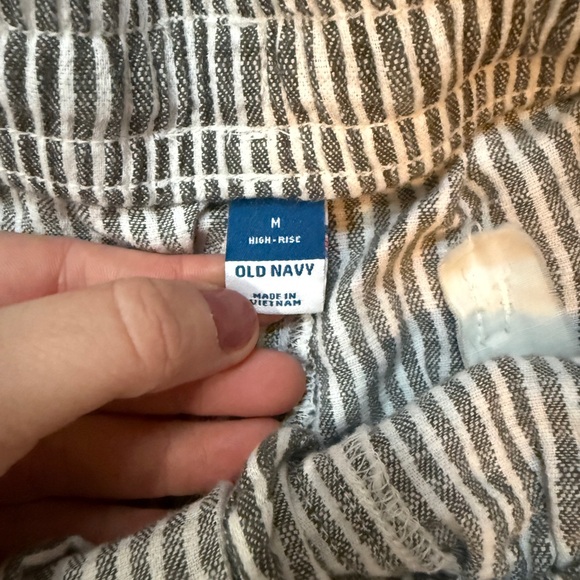 M
HIGH-RISE
OLD NAVY
MADE IN
VIETNAM